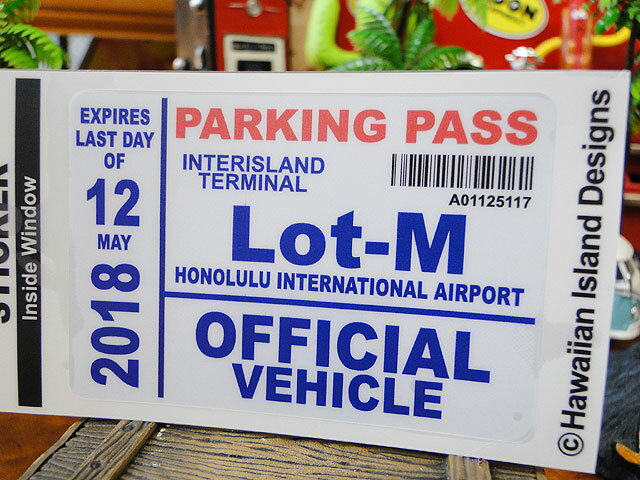 STICKER
Inside Window
EXPIRES
LAST DAY
OF
12
MAY
2018
PARKING PASS
INTERISLAND
TERMINAL
A01125117
Lot-M
HONOLULU INTERNATIONAL AIRPORT
OFFICIAL
VEHICLE
©Hawaiian Island Designs